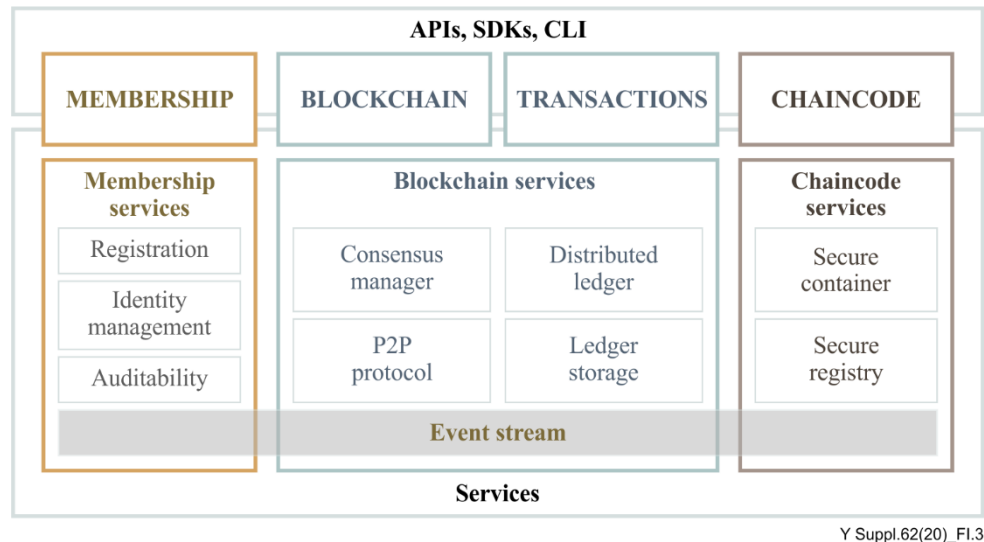 APIs, SDKs, CLI
MEMBERSHIP
BLOCKCHAIN
TRANSACTIONS
CHAINCODE
Membership
services
Registration
Identity
management
Auditability
Blockchain services
Consensus
manager
Distributed
ledger
P2P
protocol
Ledger
storage
Chaincode
services
Secure
container
Secure
registry
Event stream
Services
Y Suppl.62(20)_FI.3